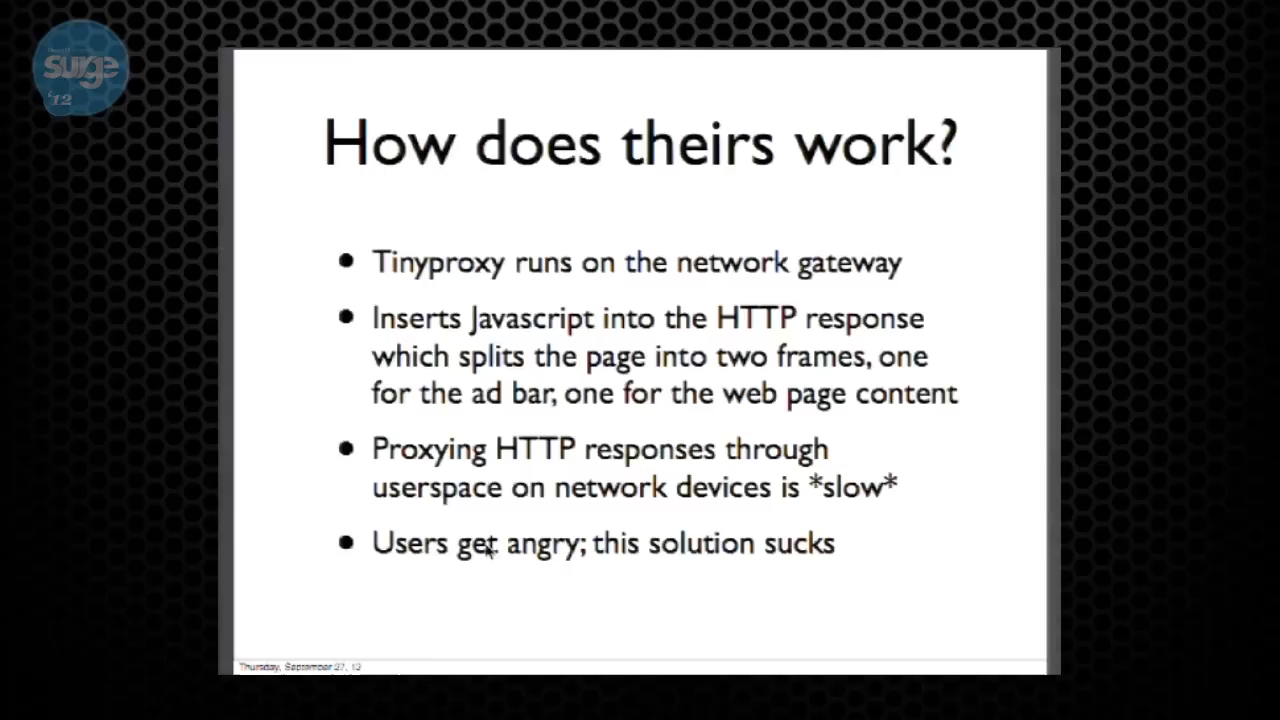 surge
'12
How does theirs work?
• Tinyproxy runs on the network gateway
• Inserts Javascript into the HTTP response
which splits the page into two frames, one
for the ad bar, one for the web page content
• Proxying HTTP responses through
userspace on network devices is *slow*
• Users get angry; this solution sucks
Thursday, September 27, 12